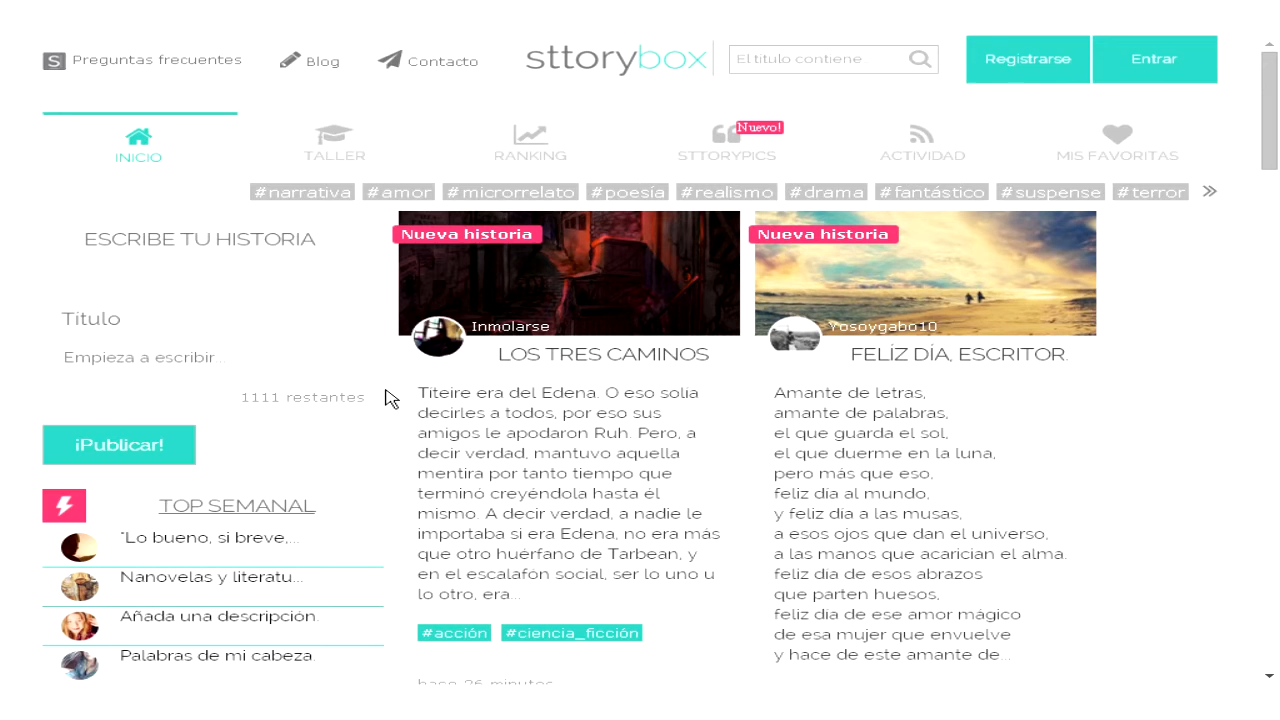 S Preguntas frecuentes
Blog
Contacto
sttorybox
El titulo contiene
Registrarse
Entrar
INICIO
TALLER
RANKING
Nuevo!
STTORYPICS
ACTIVIDAD
MIS FAVORITAS
#narrativa #amor #microrrelato #poesía #realismo #drama #fantástico #suspense #terror
ESCRIBE TU HISTORIA
Título
Empieza a escribir...
1111 restantes
¡Publicar!
TOP SEMANAL
"Lo bueno, si breve,...
Nanovelas y literatu...
Añada una descripción.
Palabras de mi cabeza.
Nueva historia
Inmolarse
LOS TRES CAMINOS
Títeire era del Edena. O eso solía
decirles a todos, por eso sus
amigos le apodaron Ruh. Pero, a
decir verdad, mantuvo aquella
mentira por tanto tiempo que
terminó creyéndola hasta él
mismo. A decir verdad, a nadie le
importaba si era Edena, no era más
que otro huérfano de Tarbean, y
en el escalafón social, ser lo uno u
lo otro, era...
#acción #ciencia_ficción
hace 26 minutos
Nueva historia
Yosoygabo10
FELÍZ DÍA, ESCRITOR.
Amante de letras,
amante de palabras,
el que guarda el sol,
el que duerme en la luna,
pero más que eso,
feliz día al mundo,
y feliz día a las musas,
a esos ojos que dan el universo,
a las manos que acarician el alma.
feliz día de esos abrazos
que parten huesos,
feliz día de ese amor mágico
de esa mujer que envuelve
y hace de este amante de...